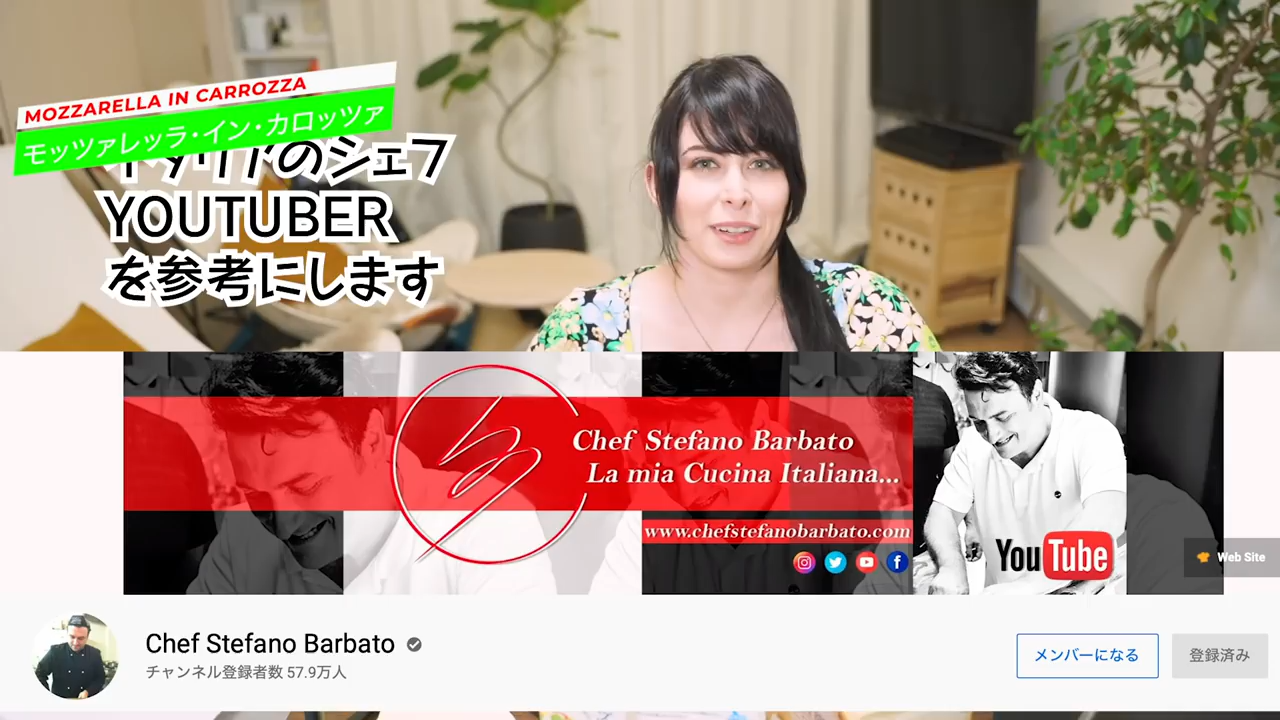 MOZZARELLA IN CARROZZA
モッツァレッラ・イン・カロッツァ
イタリアのシェフ
YOUTUBER
を参考にします
Chef Stefano Barbato
La mia Cucina Italiana...
www.chefstefanobarbato.com
YouTube
Web Site
Chef Stefano Barbato
チャンネル登録者数 57.9万人
メンバーになる
登録済み